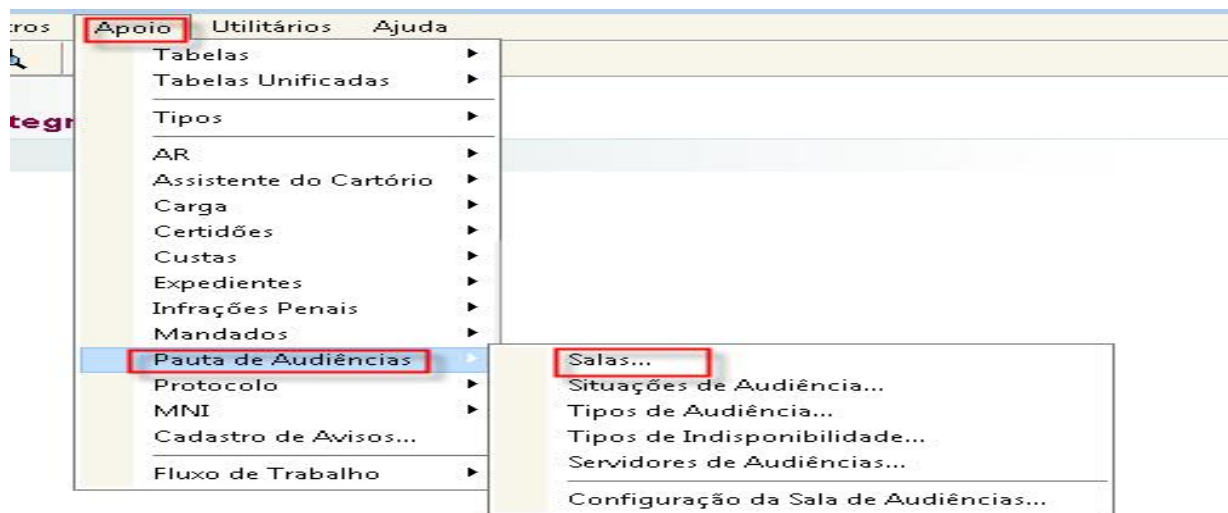 Apoio Utilitários Ajuda
Tabelas
Tabelas Unificadas
Tipos
AR
Assistente do Cartório
Carga
Certidões
Custas
Expedientes
Infrações Penais
Mandados
Pauta de Audiências
Protocolo
MNI
Cadastro de Avisos...
Fluxo de Trabalho
Salas...
Situações de Audiência...
Tipos de Audiência...
Tipos de Indisponibilidade...
Servidores de Audiências...
Configuração da Sala de Audiências...